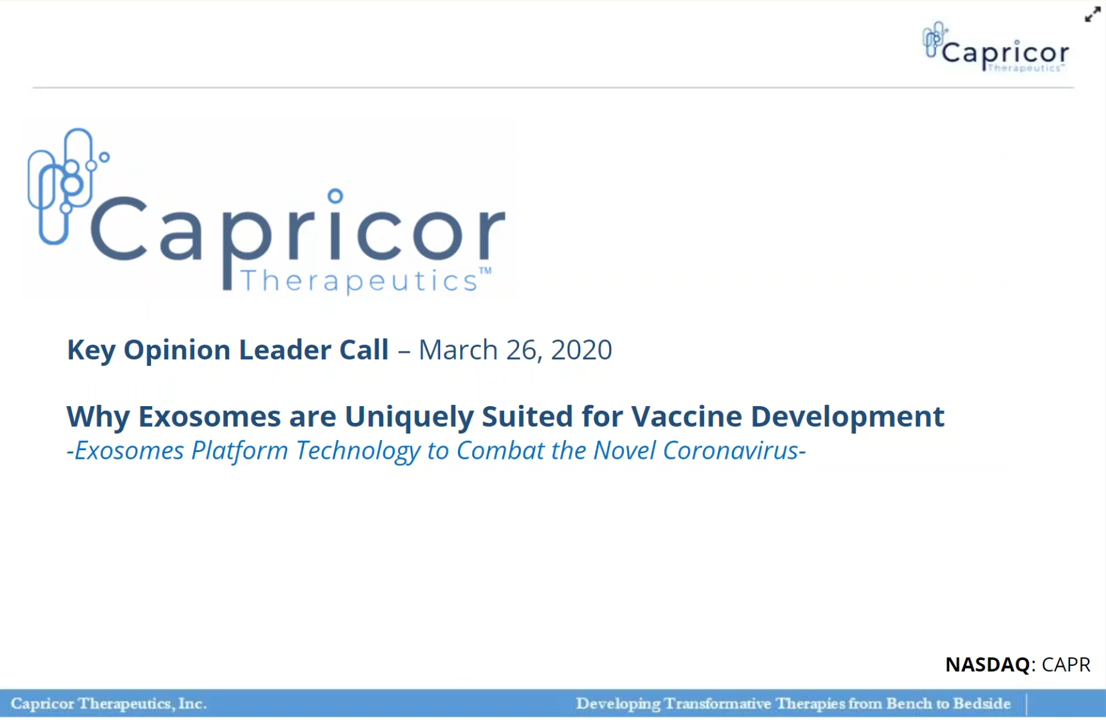 Capricor
Therapeutics™
Capricor
Therapeutics™
Key Opinion Leader Call – March 26, 2020
Why Exosomes are Uniquely Suited for Vaccine Development
-Exosomes Platform Technology to Combat the Novel Coronavirus-
NASDAQ: CAPR
Capricor Therapeutics, Inc.
Developing Transformative Therapies from Bench to Bedside